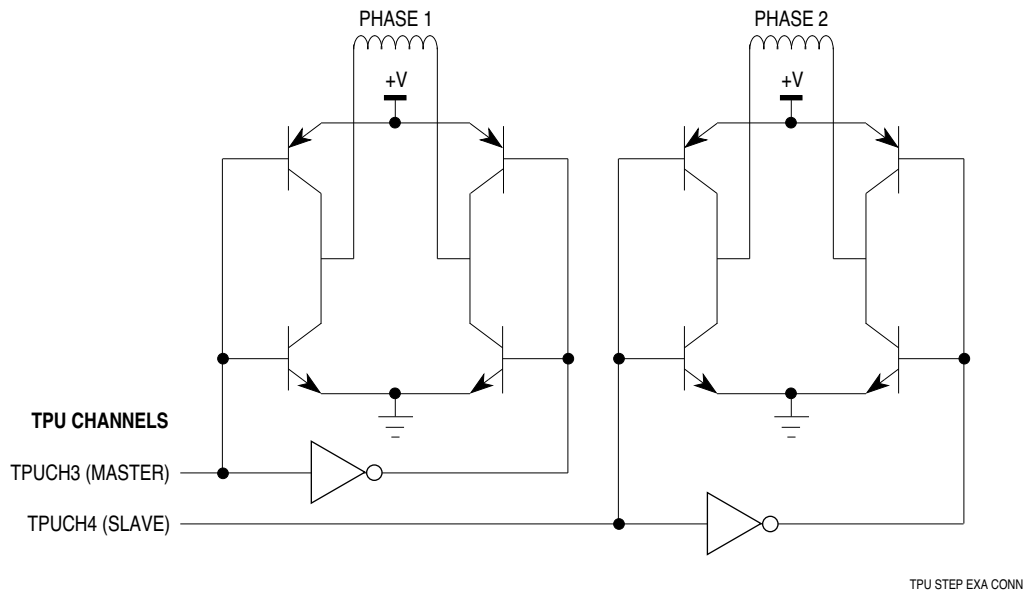 PHASE 1
PHASE 2
+V
+V
TPU CHANNELS
TPUCH3 (MASTER)
TPUCH4 (SLAVE)
TPU STEP EXA CONN